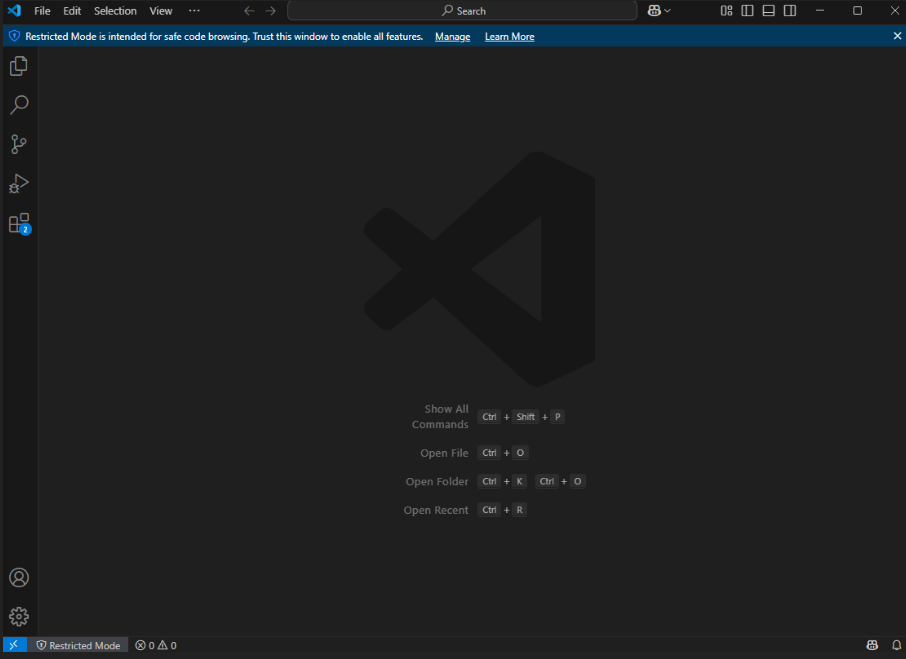 File Edit Selection View ... Search
Restricted Mode is intended for safe code browsing. Trust this window to enable all features. Manage Learn More
2
Show All
Commands Ctrl + Shift + P
Open File Ctrl + O
Open Folder Ctrl + K Ctrl + O
Open Recent Ctrl + R
Restricted Mode 0 0